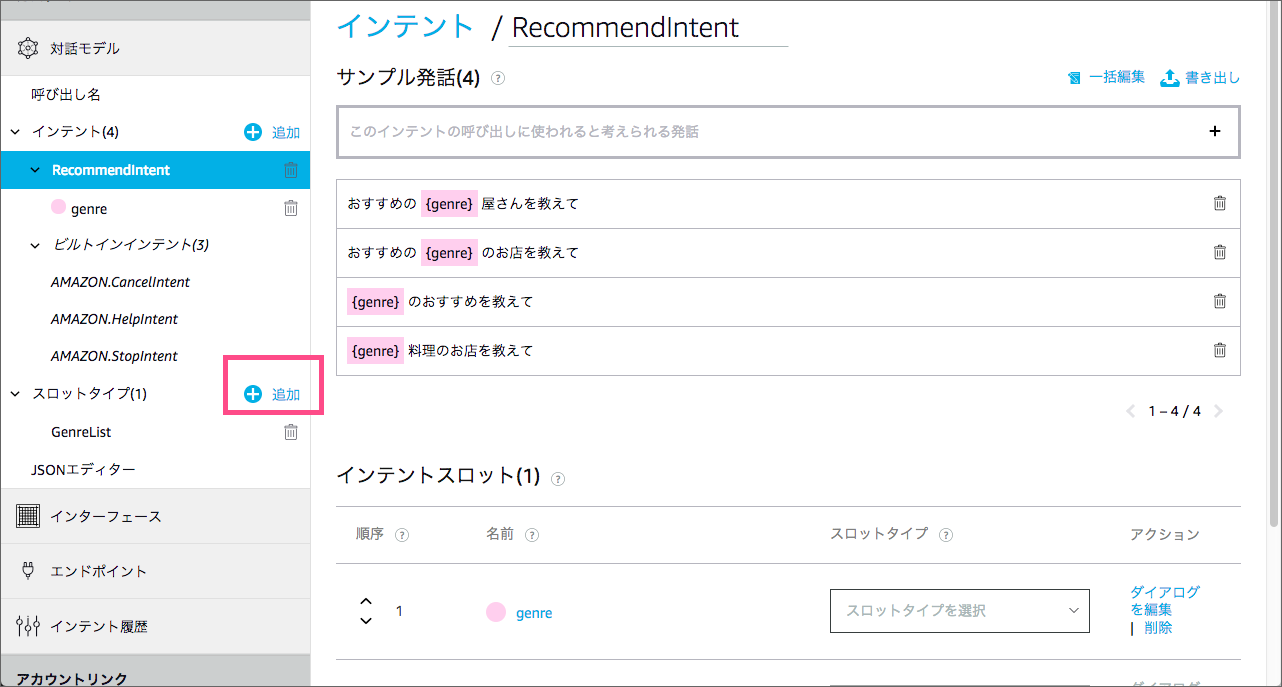 対話モデル
呼び出し名
インテント(4) 追加
RecommendIntent
genre
ビルトインインテント(3)
AMAZON.CancelIntent
AMAZON.HelpIntent
AMAZON.StopIntent
スロットタイプ(1) 追加
GenreList
JSONエディター
インターフェース
エンドポイント
インテント履歴
アカウントリンク
インテント / RecommendIntent
サンプル発話(4) ?
一括編集 書き出し
このインテントの呼び出しに使われると考えられる発話 +
おすすめの {genre} 屋さんを教えて
おすすめの {genre} のお店を教えて
{genre} のおすすめを教えて
{genre} 料理のお店を教えて
1 – 4 / 4
インテントスロット(1) ?
順序 ? 名前 ? スロットタイプ ? アクション
1 genre スロットタイプを選択
ダイアログ
を編集
| 削除